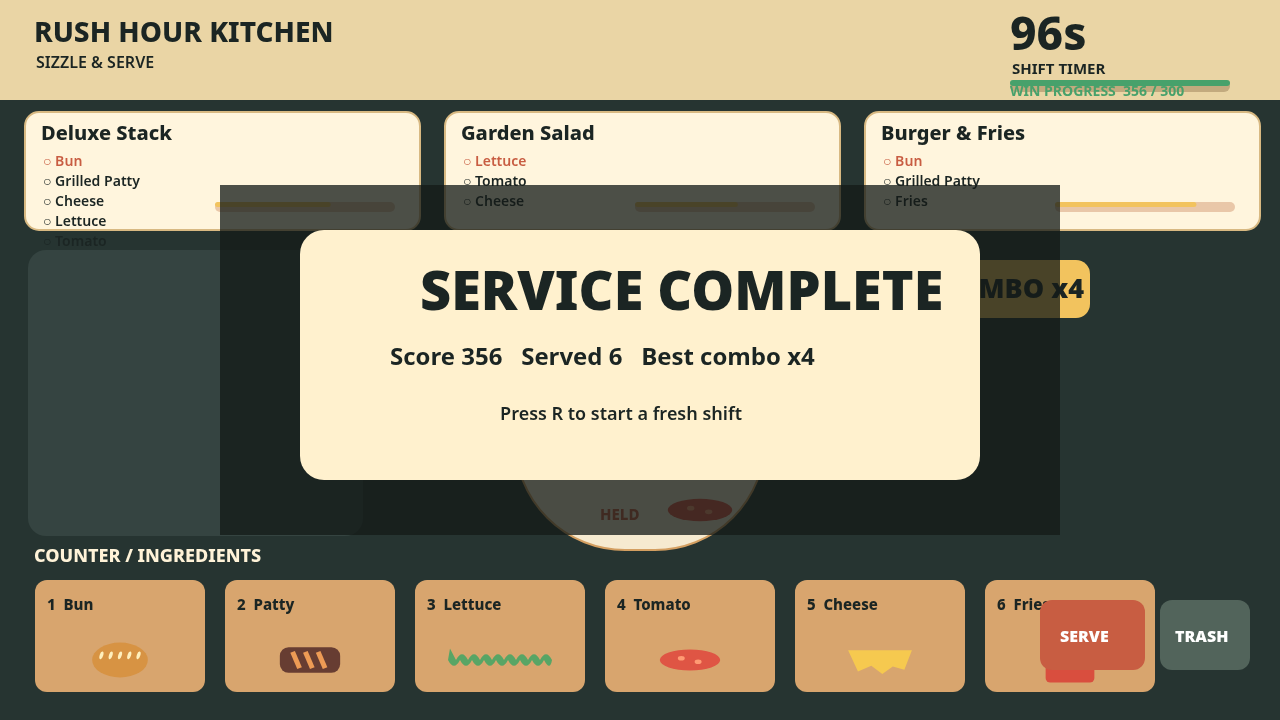 RUSH HOUR KITCHEN
SIZZLE & SERVE
96s
SHIFT TIMER
WIN PROGRESS 356 / 300
Deluxe Stack
○ Bun
○ Grilled Patty
○ Cheese
○ Lettuce
○ Tomato
Garden Salad
○ Lettuce
○ Tomato
○ Cheese
Burger & Fries
○ Bun
○ Grilled Patty
○ Fries
MBO x4
SERVICE COMPLETE
Score 356 Served 6 Best combo x4
Press R to start a fresh shift
HELD
COUNTER / INGREDIENTS
1 Bun
2 Patty
3 Lettuce
4 Tomato
5 Cheese
6 Fries
SERVE
TRASH